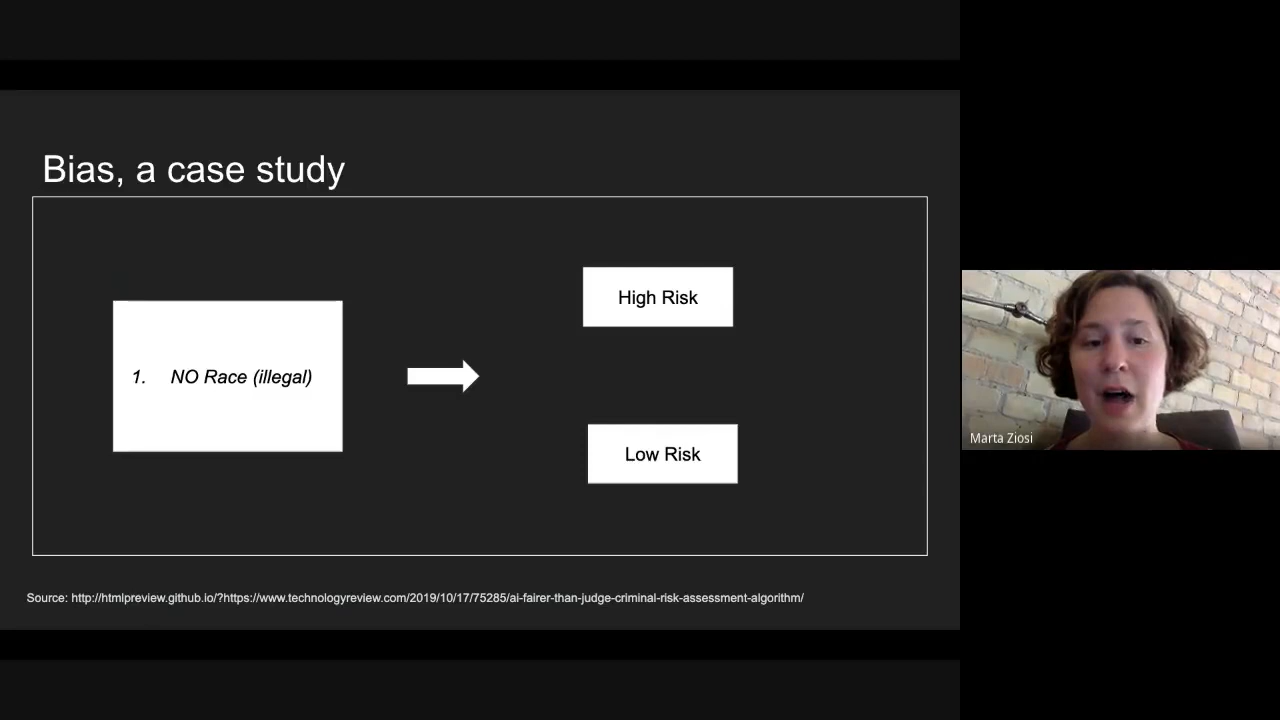 Bias, a case study
1. NO Race (illegal)
High Risk
Low Risk
Source: http://htmlpreview.github.io/?https://www.technologyreview.com/2019/10/17/75285/ai-fairer-than-judge-criminal-risk-assessment-algorithm/
Marta Ziosi